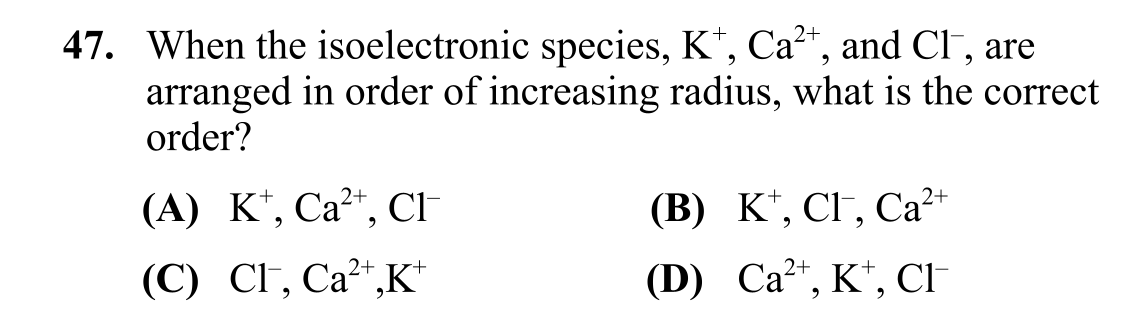 47. When the isoelectronic species, K⁺, Ca²⁺, and Cl⁻, are
arranged in order of increasing radius, what is the correct
order?
(A) K⁺, Ca²⁺, Cl⁻ (B) K⁺, Cl⁻, Ca²⁺
(C) Cl⁻, Ca²⁺,K⁺ (D) Ca²⁺, K⁺, Cl⁻